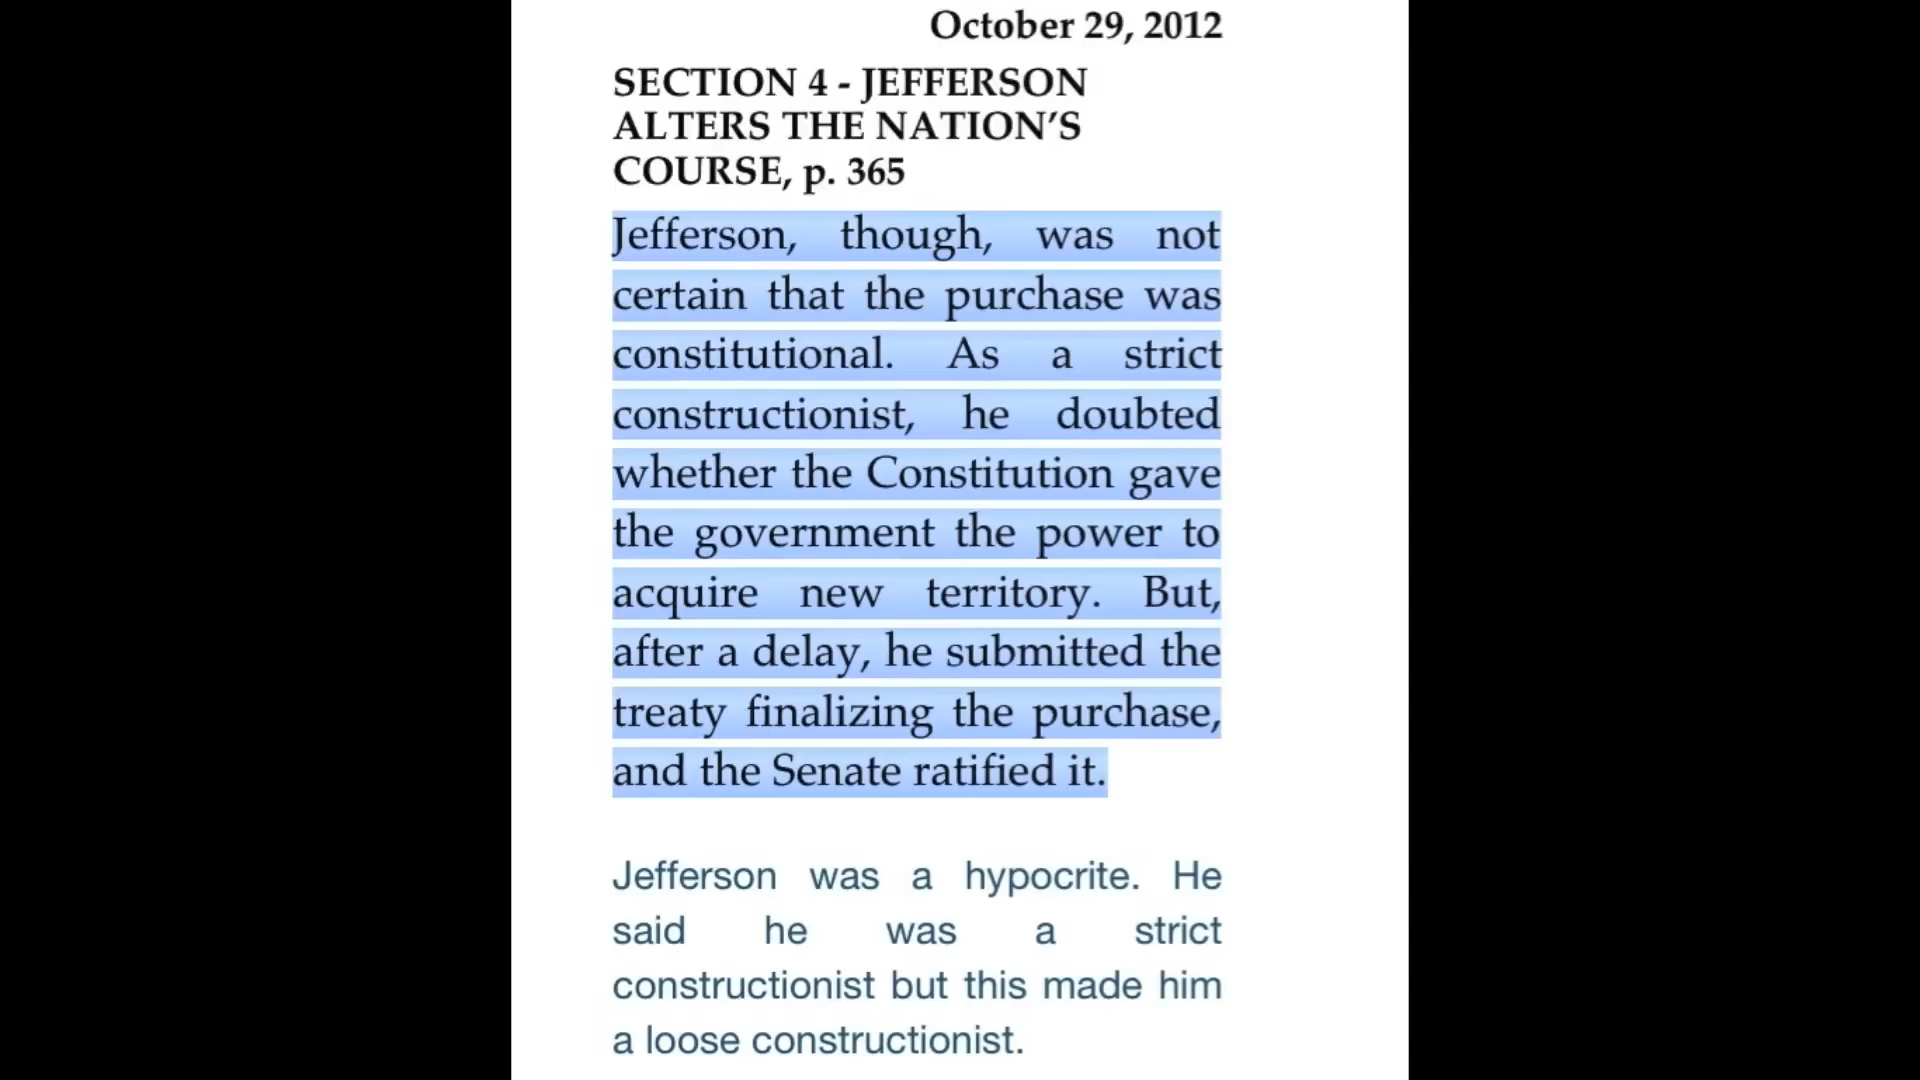 October 29, 2012
SECTION 4 - JEFFERSON
ALTERS THE NATION’S
COURSE, p. 365
Jefferson, though, was not
certain that the purchase was
constitutional. As a strict
constructionist, he doubted
whether the Constitution gave
the government the power to
acquire new territory. But,
after a delay, he submitted the
treaty finalizing the purchase,
and the Senate ratified it.
Jefferson was a hypocrite. He
said he was a strict
constructionist but this made him
a loose constructionist.